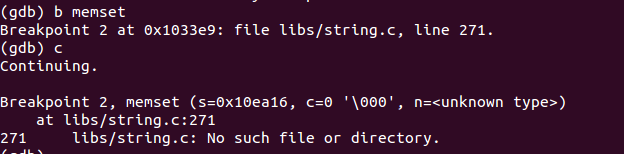 (gdb) b memset
Breakpoint 2 at 0x1033e9: file libs/string.c, line 271.
(gdb) c
Continuing.

Breakpoint 2, memset (s=0x10ea16, c=0 '\000', n=<unknown type>)
    at libs/string.c:271
271     libs/string.c: No such file or directory.
(gdb)